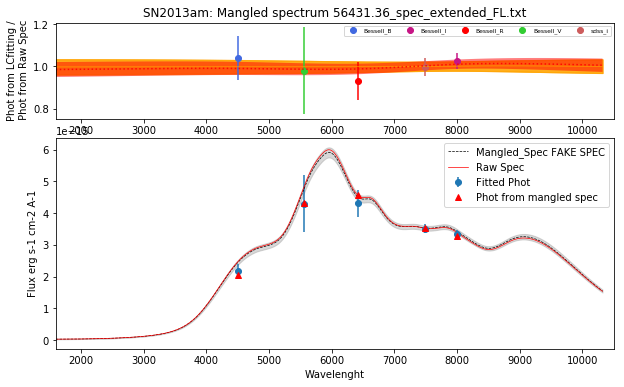 SN2013am: Mangled spectrum 56431.36_spec_extended_FL.txt
Phot from LCfitting /
Phot from Raw Spec
1.2
1.0
0.8
Bessell_B
Bessell_I
Bessell_R
Bessell_V
sdss_i
2000 3000 4000 5000 6000 7000 8000 9000 10000
Flux erg s-1 cm-2 A-1
6
5
4
3
2
1
0
Mangled_Spec FAKE SPEC
Raw Spec
Fitted Phot
Phot from mangled spec
2000 3000 4000 5000 6000 7000 8000 9000 10000
Wavelenght